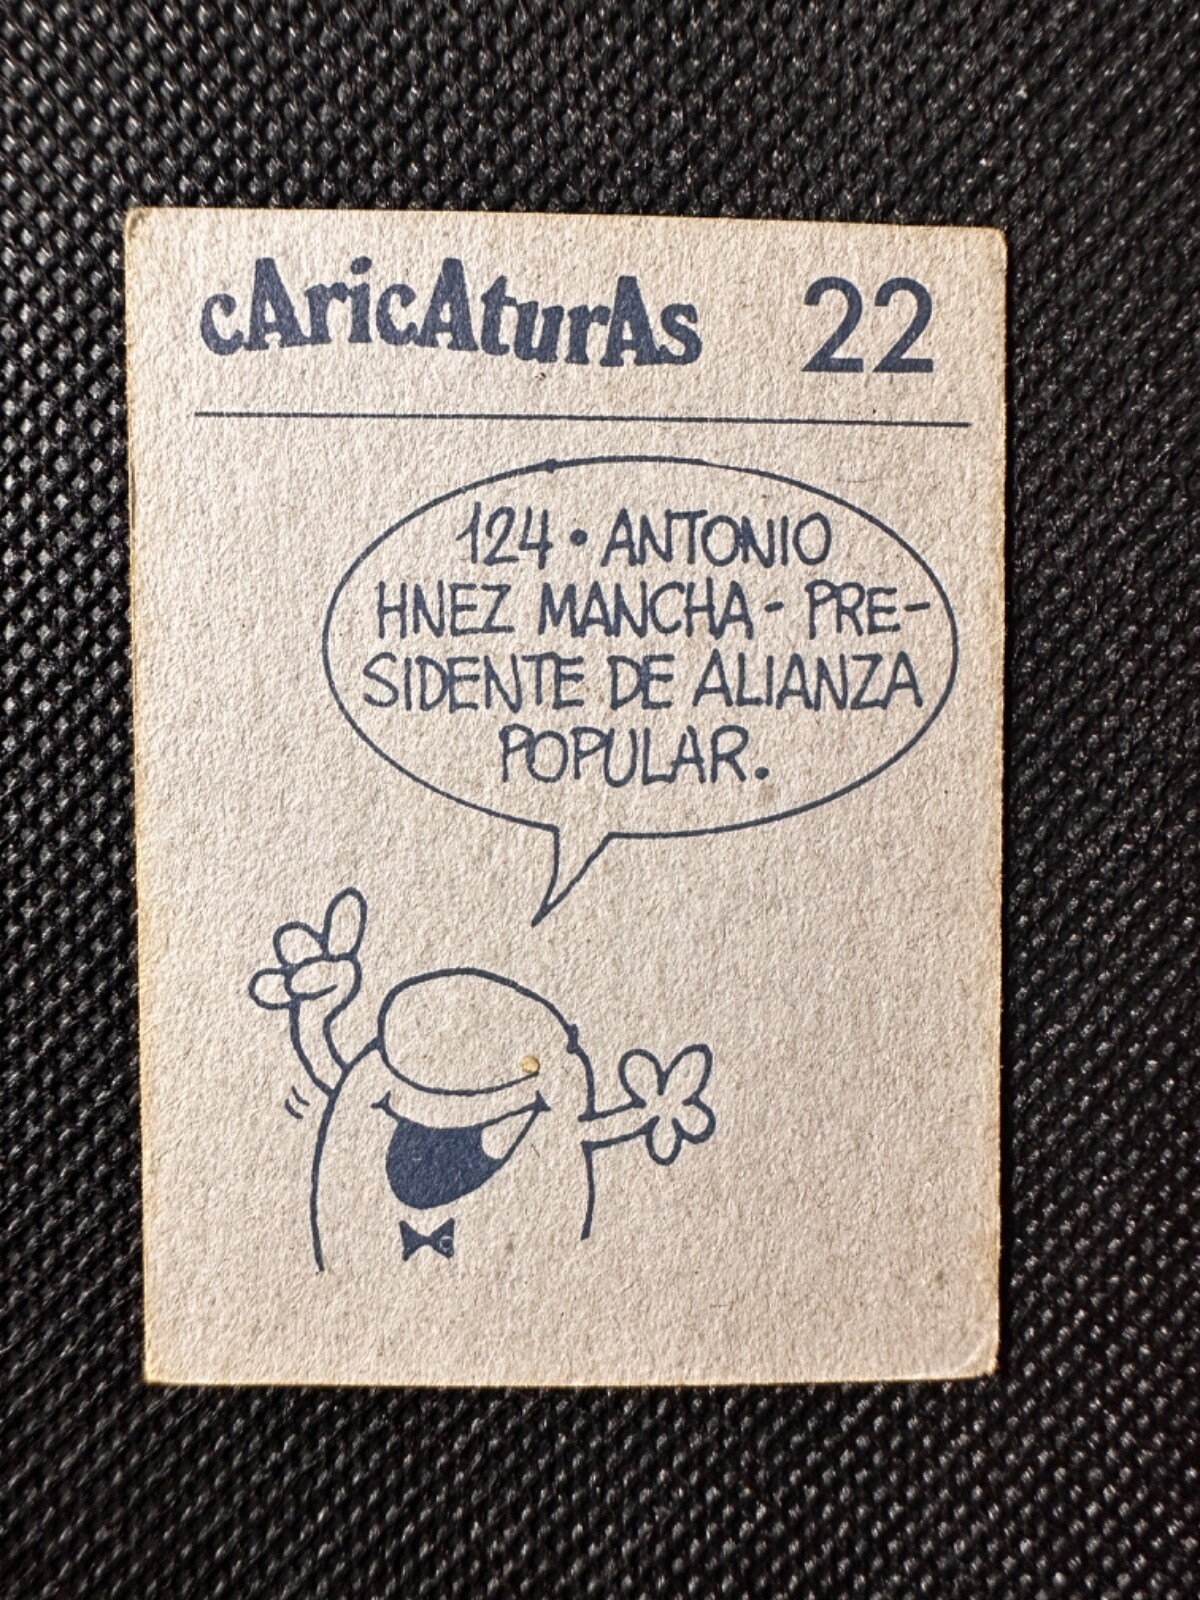 cAricAturAs 22
124 • ANTONIO
HNEZ MANCHA - PRE-
SIDENTE DE ALIANZA
POPULAR.